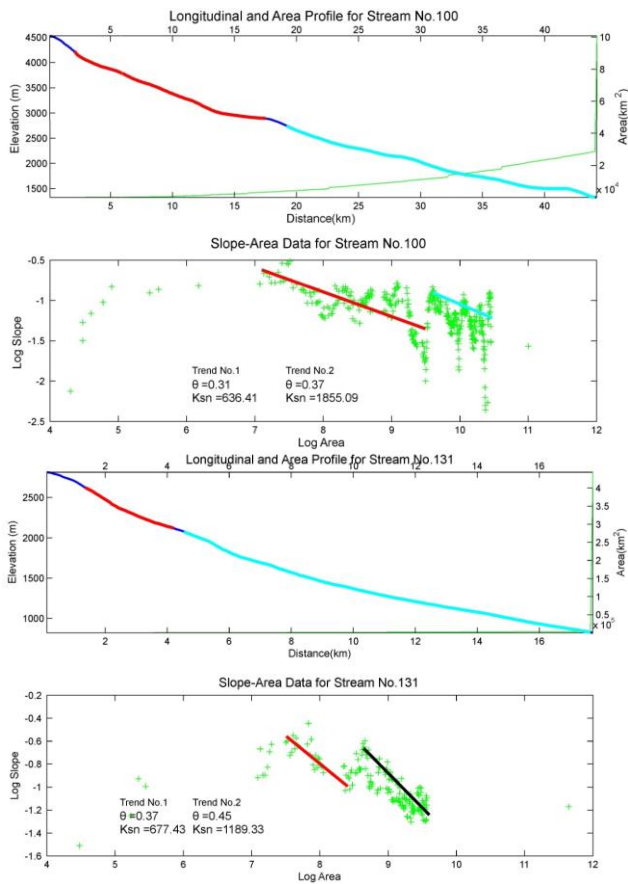 Longitudinal and Area Profile for Stream No.100
5 10 15 20 25 30 35 40
4500 4000 3500 3000 2500 2000 1500
Elevation (m)
10 8 6 4 2
x 10⁴
Area(km²)
5 10 15 20 25 30 35 40
Distance(km)
Slope-Area Data for Stream No.100
-0.5 -1 -1.5 -2 -2.5
Log Slope
Trend No.1 Trend No.2
θ =0.31 θ =0.37
Ksn =636.41 Ksn =1855.09
4 5 6 7 8 9 10 11 12
Log Area
Longitudinal and Area Profile for Stream No.131
2 4 6 8 10 12 14 16
2500 2000 1500 1000
Elevation (m)
4 3 2.5 2 1.5 1 0.5
Area(km²)
2 4 6 8 10 12 14 16
Distance(km)
Slope-Area Data for Stream No.131
-0.2 -0.4 -0.6 -0.8 -1 -1.2 -1.4 -1.6
Log Slope
Trend No.1 Trend No.2
θ =0.37 θ =0.45
Ksn =677.43 Ksn =1189.33
4 5 6 7 8 9 10 11 12
Log Area